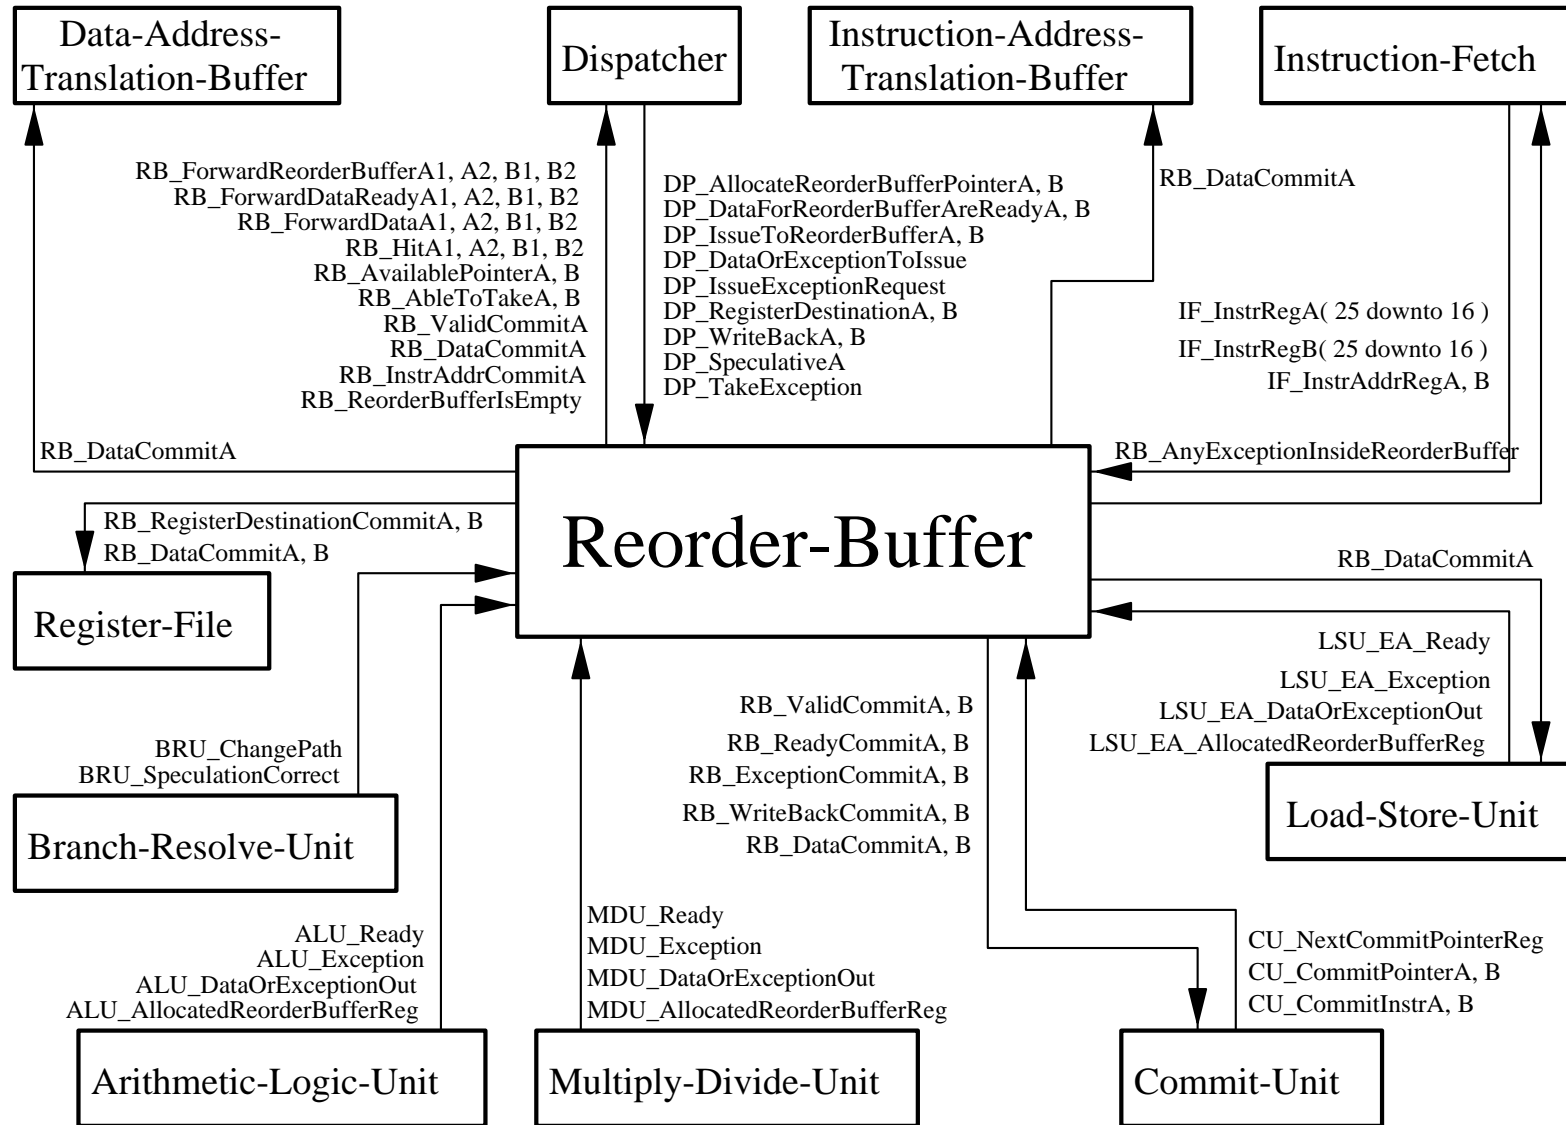 Data-Address-
Translation-Buffer
Dispatcher
Instruction-Address-
Translation-Buffer
Instruction-Fetch
RB_ForwardReorderBufferA1, A2, B1, B2
RB_ForwardDataReadyA1, A2, B1, B2
RB_ForwardDataA1, A2, B1, B2
RB_HitA1, A2, B1, B2
RB_AvailablePointerA, B
RB_AbleToTakeA, B
RB_ValidCommitA
RB_DataCommitA
RB_InstrAddrCommitA
RB_ReorderBufferIsEmpty
DP_AllocateReorderBufferPointerA, B
DP_DataForReorderBufferAreReadyA, B
DP_IssueToReorderBufferA, B
DP_DataOrExceptionToIssue
DP_IssueExceptionRequest
DP_RegisterDestinationA, B
DP_WriteBackA, B
DP_SpeculativeA
DP_TakeException
RB_DataCommitA
IF_InstrRegA( 25 downto 16 )
IF_InstrRegB( 25 downto 16 )
IF_InstrAddrRegA, B
RB_DataCommitA
RB_AnyExceptionInsideReorderBuffer
Reorder-Buffer
RB_RegisterDestinationCommitA, B
RB_DataCommitA, B
Register-File
RB_DataCommitA
LSU_EA_Ready
LSU_EA_Exception
LSU_EA_DataOrExceptionOut
LSU_EA_AllocatedReorderBufferReg
Load-Store-Unit
BRU_ChangePath
BRU_SpeculationCorrect
Branch-Resolve-Unit
RB_ValidCommitA, B
RB_ReadyCommitA, B
RB_ExceptionCommitA, B
RB_WriteBackCommitA, B
RB_DataCommitA, B
ALU_Ready
ALU_Exception
ALU_DataOrExceptionOut
ALU_AllocatedReorderBufferReg
MDU_Ready
MDU_Exception
MDU_DataOrExceptionOut
MDU_AllocatedReorderBufferReg
CU_NextCommitPointerReg
CU_CommitPointerA, B
CU_CommitInstrA, B
Arithmetic-Logic-Unit
Multiply-Divide-Unit
Commit-Unit